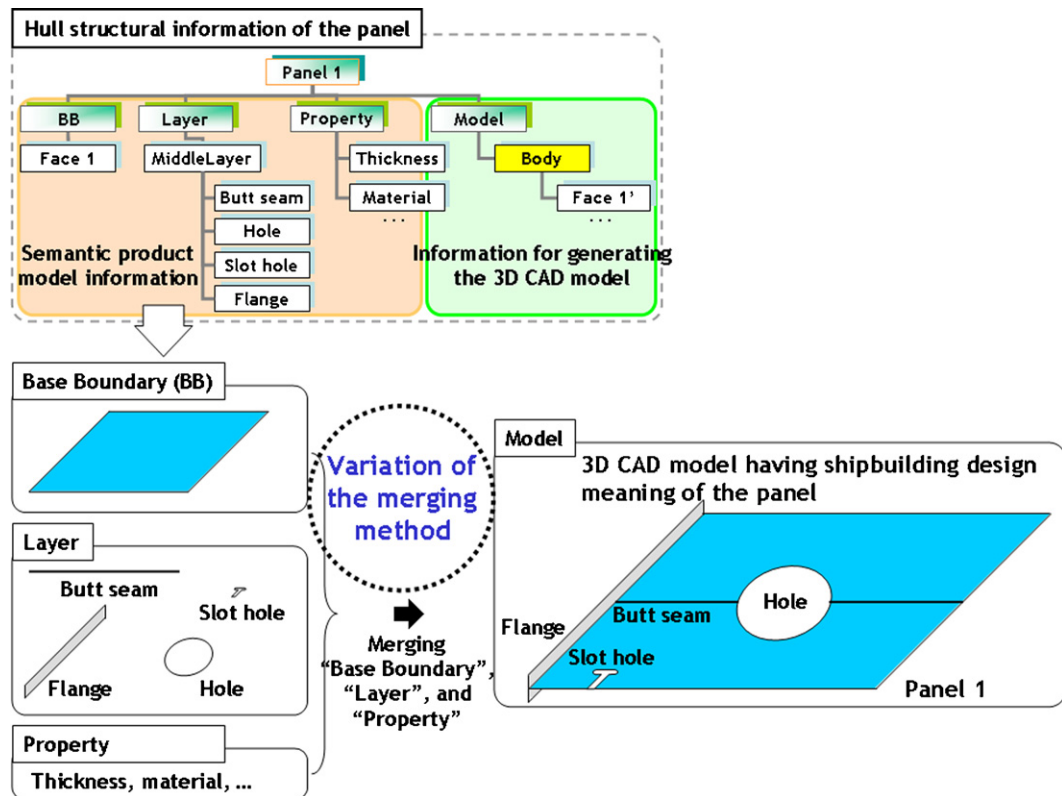 Hull structural information of the panel
Panel 1
BB
Layer
Property
Model
Face 1
MiddleLayer
Thickness
Body
Butt seam
Material
Face 1’
...
...
Hole
Semantic product
model information
Slot hole
Information for generating
the 3D CAD model
Flange
Base Boundary (BB)
Variation of
the merging
method
Layer
Butt seam
Slot hole
Flange
Hole
Property
Thickness, material, ...
Merging
“Base Boundary”,
“Layer”, and
“Property”
Model
3D CAD model having shipbuilding design
meaning of the panel
Hole
Butt seam
Flange
Slot hole
Panel 1